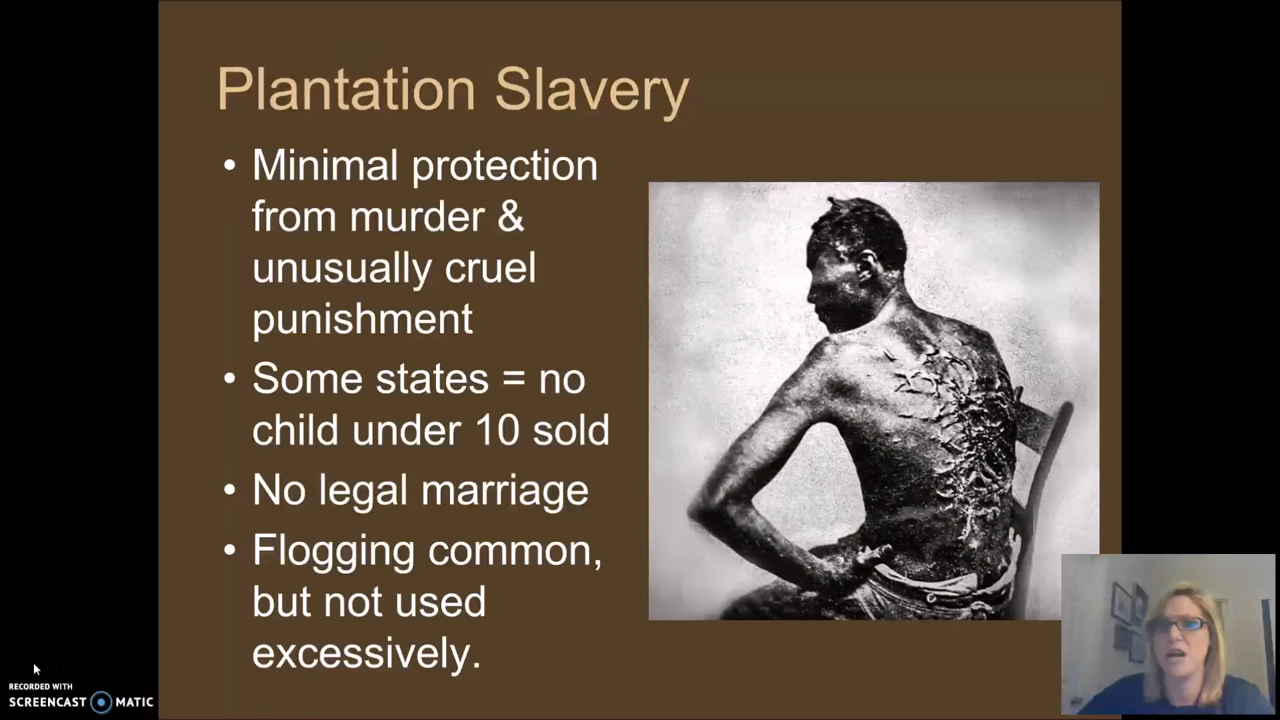 Plantation Slavery
• Minimal protection
from murder &
unusually cruel
punishment
• Some states = no
child under 10 sold
• No legal marriage
• Flogging common,
but not used
excessively.
RECORDED WITH
SCREENCAST MATIC